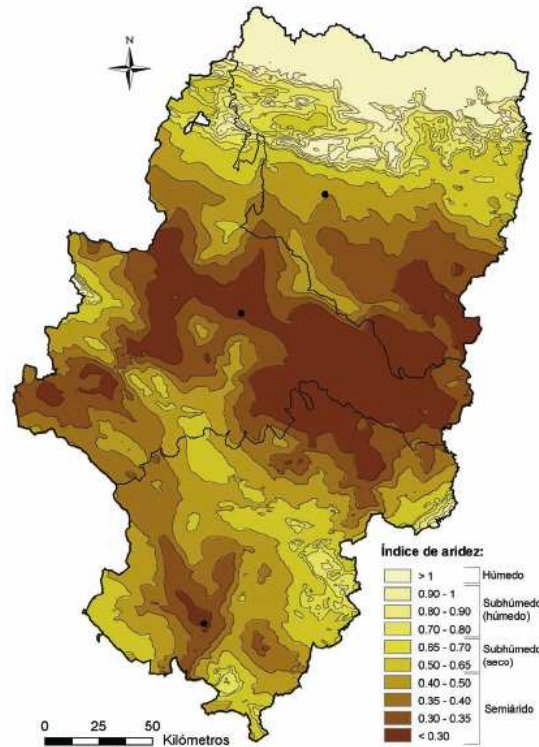 N
Índice de aridez:
> 1
0.90 - 1
0.80 - 0.90
0.70 - 0.80
0.65 - 0.70
0.50 - 0.65
0.40 - 0.50
0.35 - 0.40
0.30 - 0.35
< 0.30
Húmedo
Subhúmedo
(húmedo)
Subhúmedo
(seco)
Semiárido
0 25 50
Kilómetros